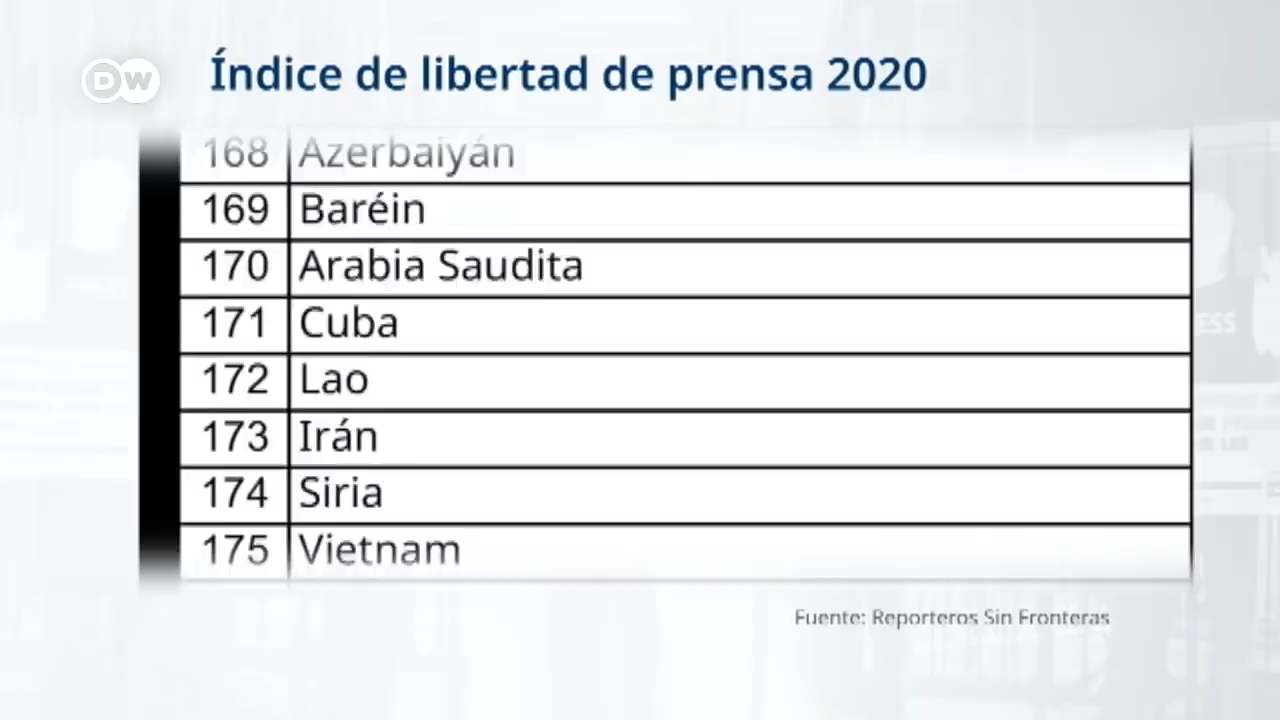 DW
Índice de libertad de prensa 2020
168 Azerbaiyán
169 Baréin
170 Arabia Saudita
171 Cuba
172 Lao
173 Irán
174 Siria
175 Vietnam
ESS
Fuente: Reporteros Sin Fronteras